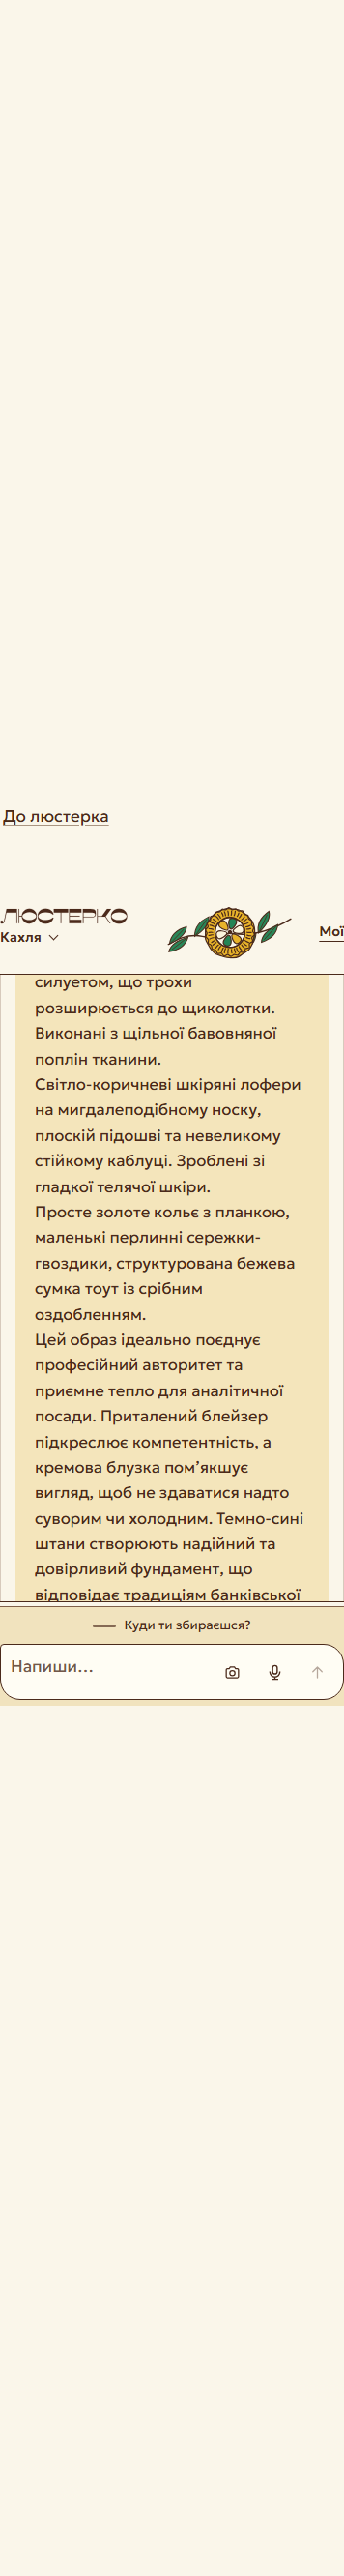 До люстерка
ЛЮСТЕРКО
Кахля
Мої
силуетом, що трохи
розширюється до щиколотки.
Виконані з щільної бавовняної
поплін тканини.
Світло-коричневі шкіряні лофери
на мигдалеподібному носку,
плоскій підошві та невеликому
стійкому каблуці. Зроблені зі
гладкої телячої шкіри.
Просте золоте кольє з планкою,
маленькі перлинні сережки-
гвоздики, структурована бежева
сумка тоут із срібним
оздобленням.
Цей образ ідеально поєднує
професійний авторитет та
приємне тепло для аналітичної
посади. Приталений блейзер
підкреслює компетентність, а
кремова блузка пом’якшує
вигляд, щоб не здаватися надто
суворим чи холодним. Темно-сині
штани створюють надійний та
довірливий фундамент, що
відповідає традиціям банківської
Куди ти збираєшся?
Напиши...